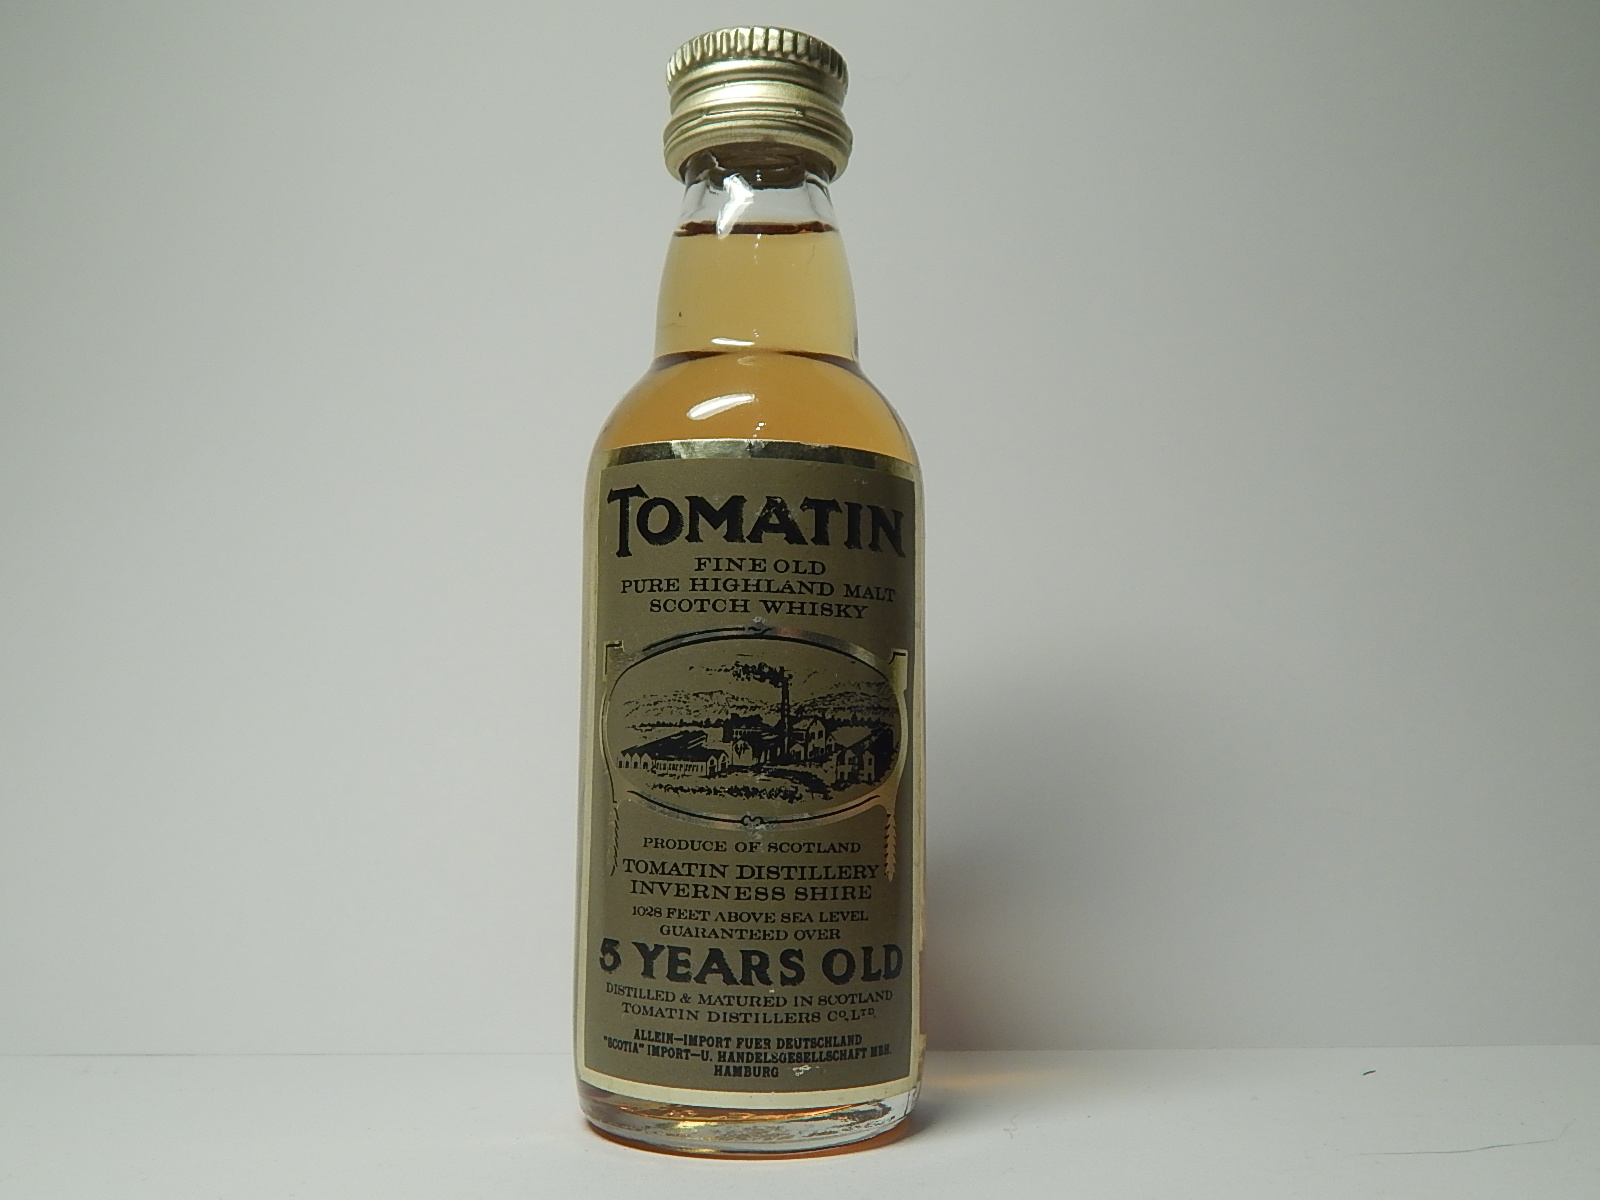 TOMATIN
FINE OLD
PURE HIGHLAND MALT
SCOTCH WHISKY
PRODUCE OF SCOTLAND
TOMATIN DISTILLERY
INVERNESS SHIRE
1028 FEET ABOVE SEA LEVEL
GUARANTEED OVER
5 YEARS OLD
DISTILLED & MATURED IN SCOTLAND
TOMATIN DISTILLERS Co, LTD.
ALLEIN—IMPORT FUER DEUTSCHLAND
"SCOTIA" IMPORT—U. HANDELSGESELLSCHAFT MBH.
HAMBURG